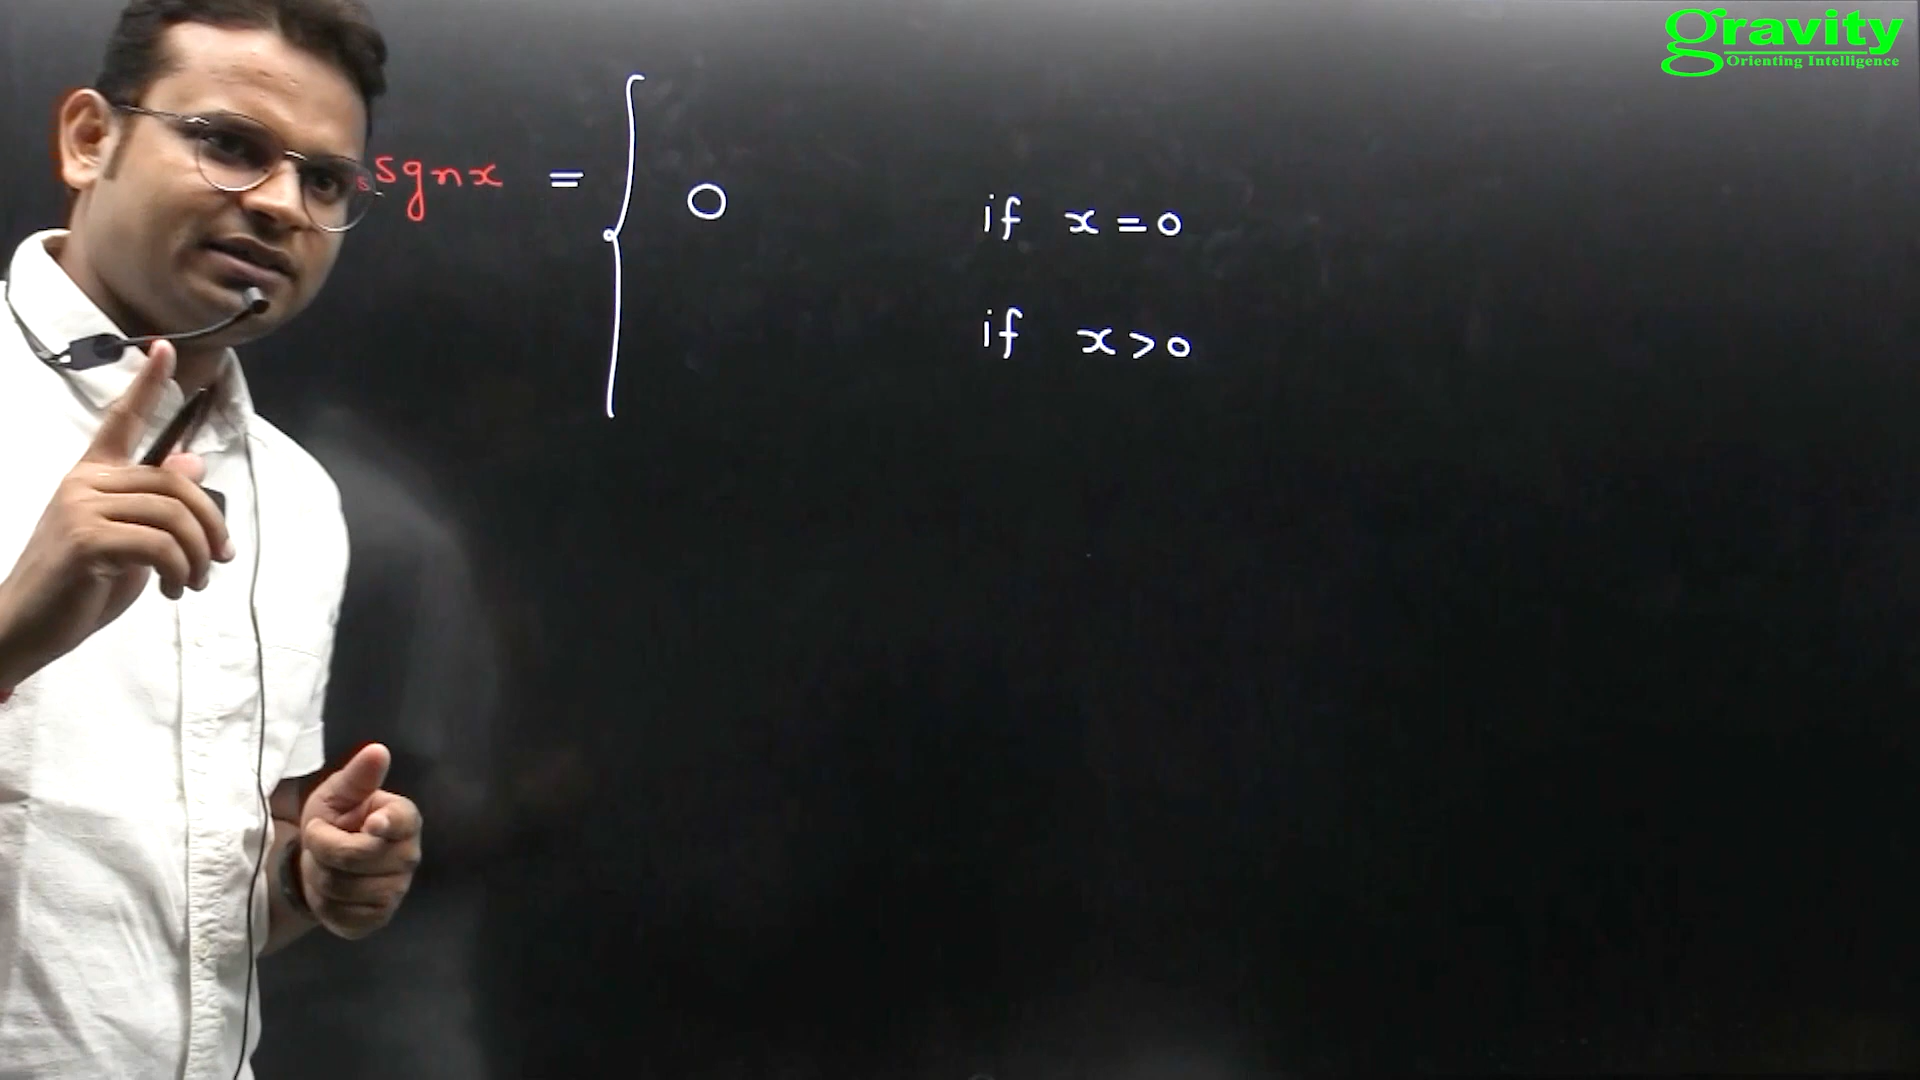 gravity
Orienting Intelligence
sgn x = { 0 if x = 0
if x > 0